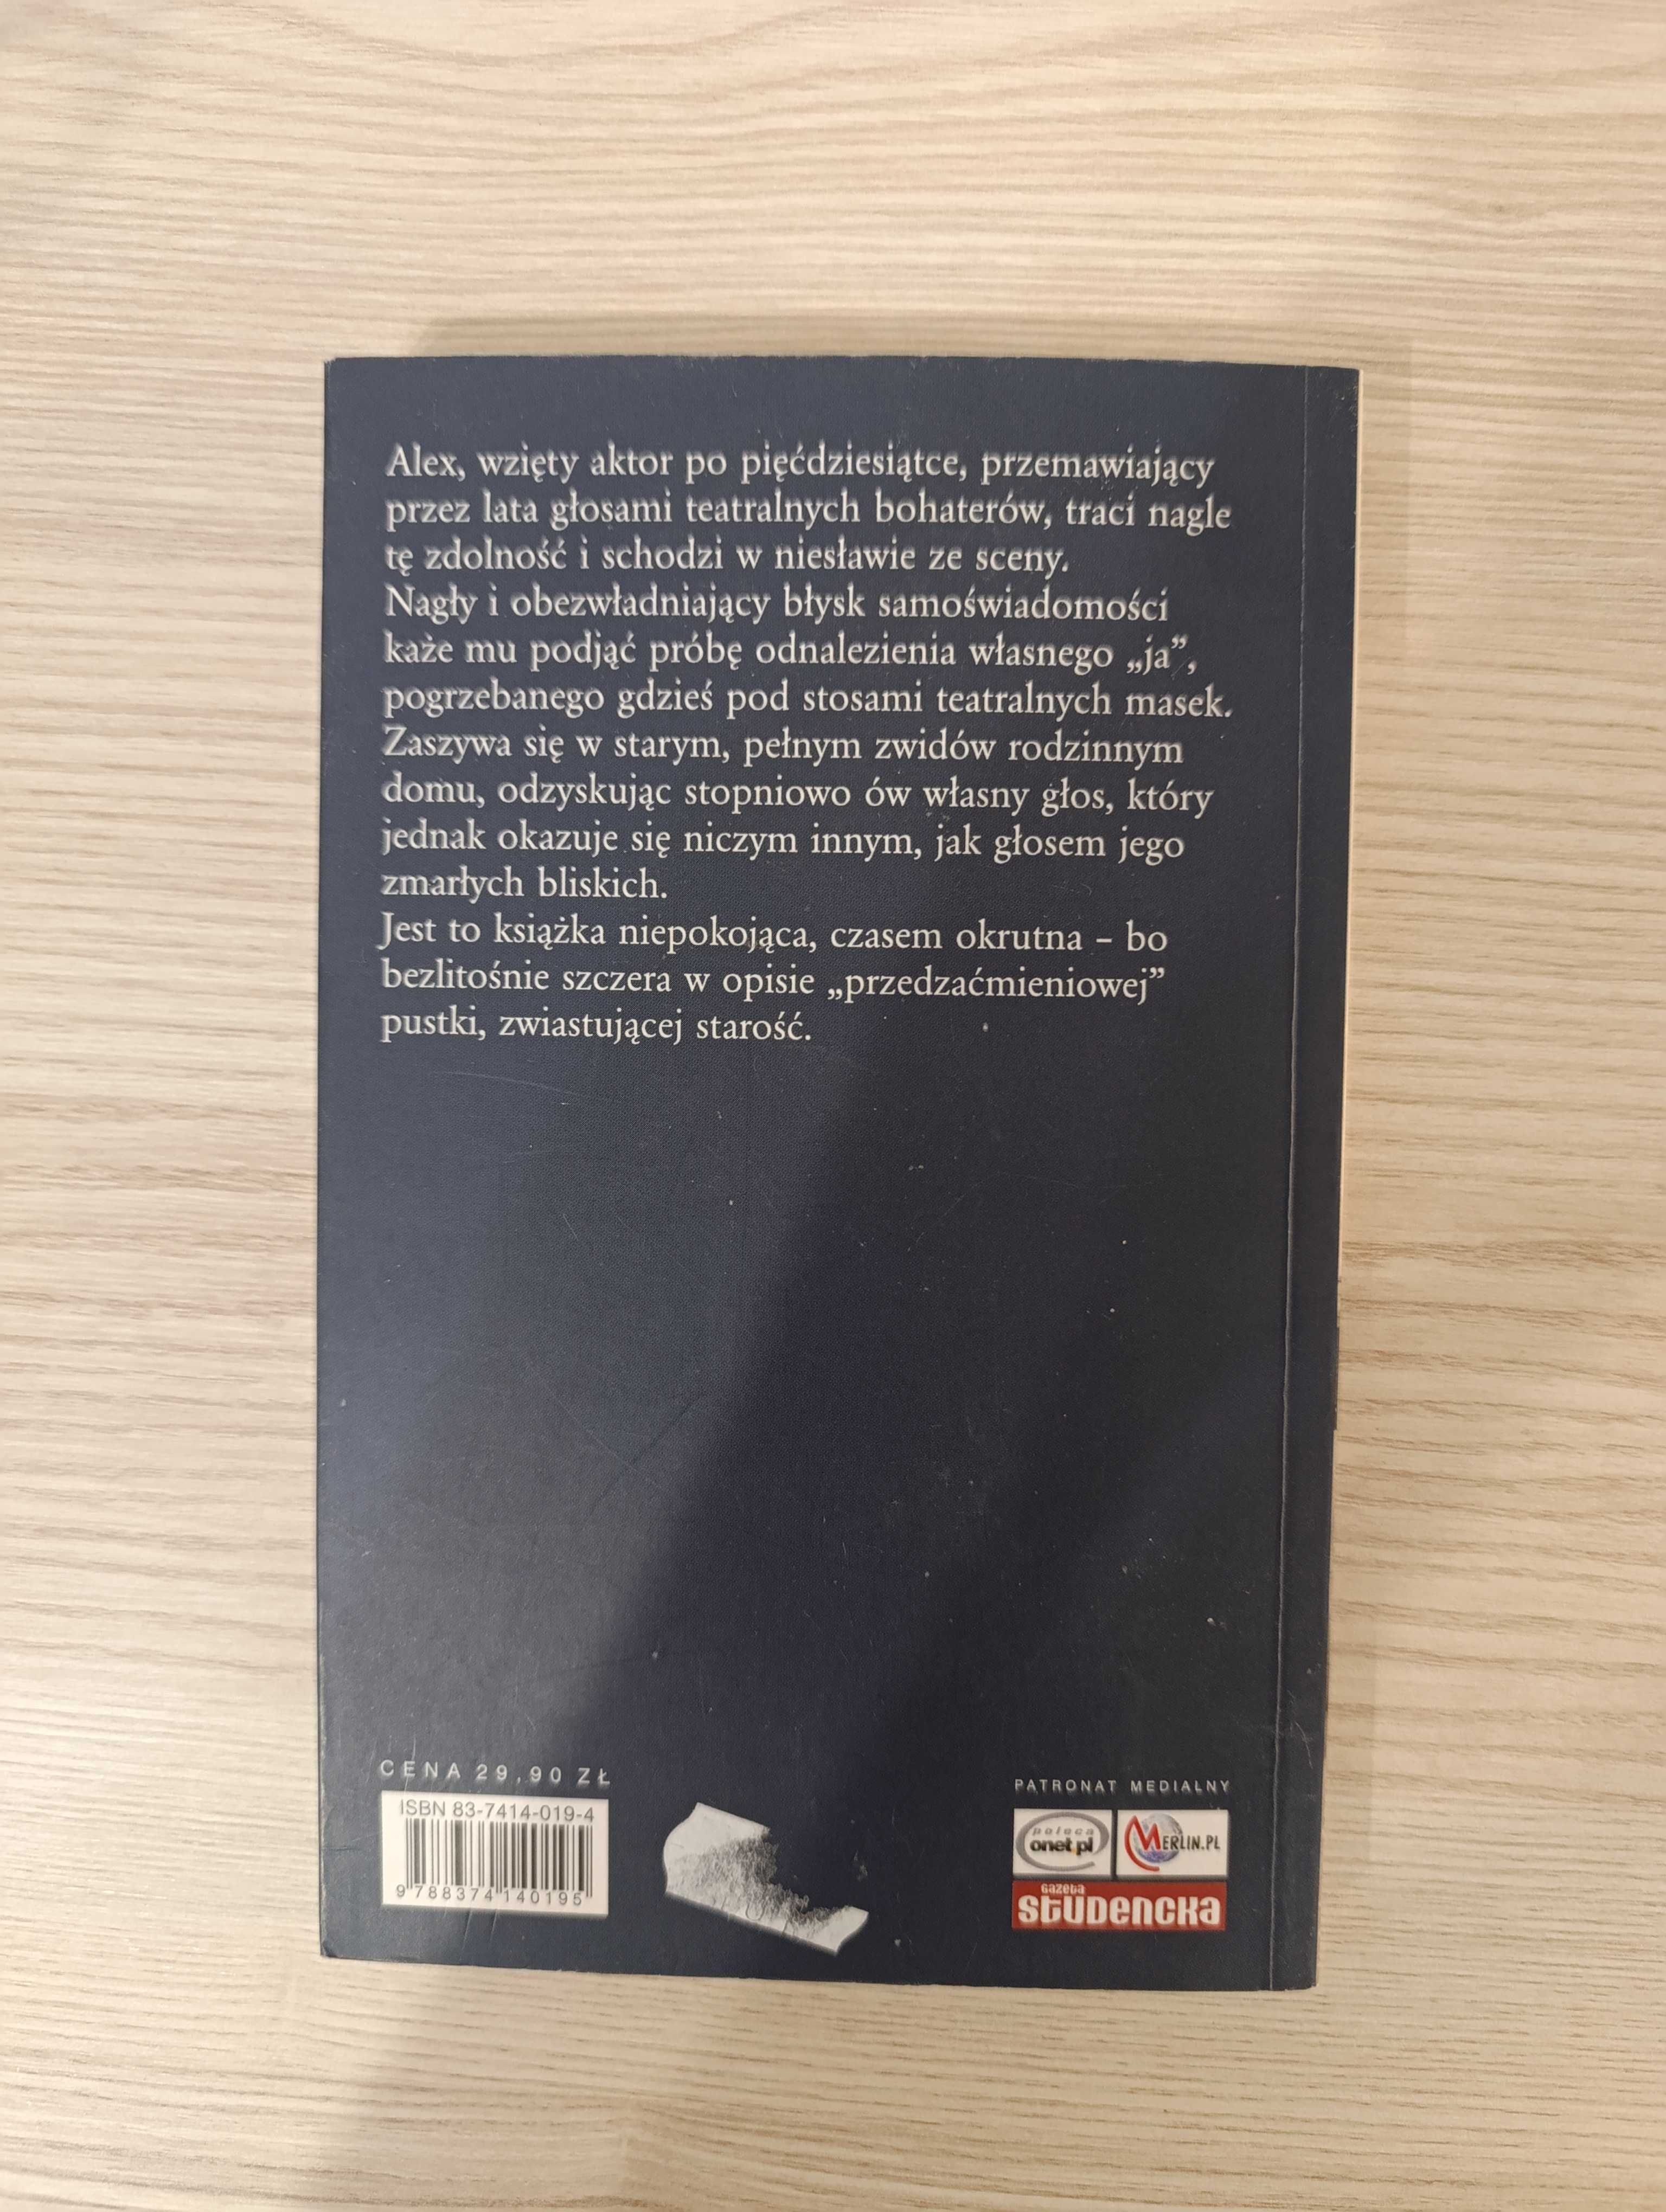 Alex, wzięty aktor po pięćdziesiątce, przemawiający
przez lata głosami teatralnych bohaterów, traci nagle
tę zdolność i schodzi w niesławie ze sceny.
Nagły i obezwładniający błysk samoświadomości
każe mu podjąć próbę odnalezienia własnego „ja”,
pogrzebanego gdzieś pod stosami teatralnych masek.
Zaszywa się w starym, pełnym zwidów rodzinnym
domu, odzyskując stopniowo ów własny głos, który
jednak okazuje się niczym innym, jak głosem jego
zmarłych bliskich.
Jest to książka niepokojąca, czasem okrutna – bo
bezlitośnie szczera w opisie „przedzaćmieniowej”
pustki, zwiastującej starość.
CENA 29,90 ZŁ
ISBN 83-7414-019-4
9 788374 140195
PATRONAT MEDIALNY
poleca
onet.pl
MERLIN.PL
Gazeta
STUDENCKA